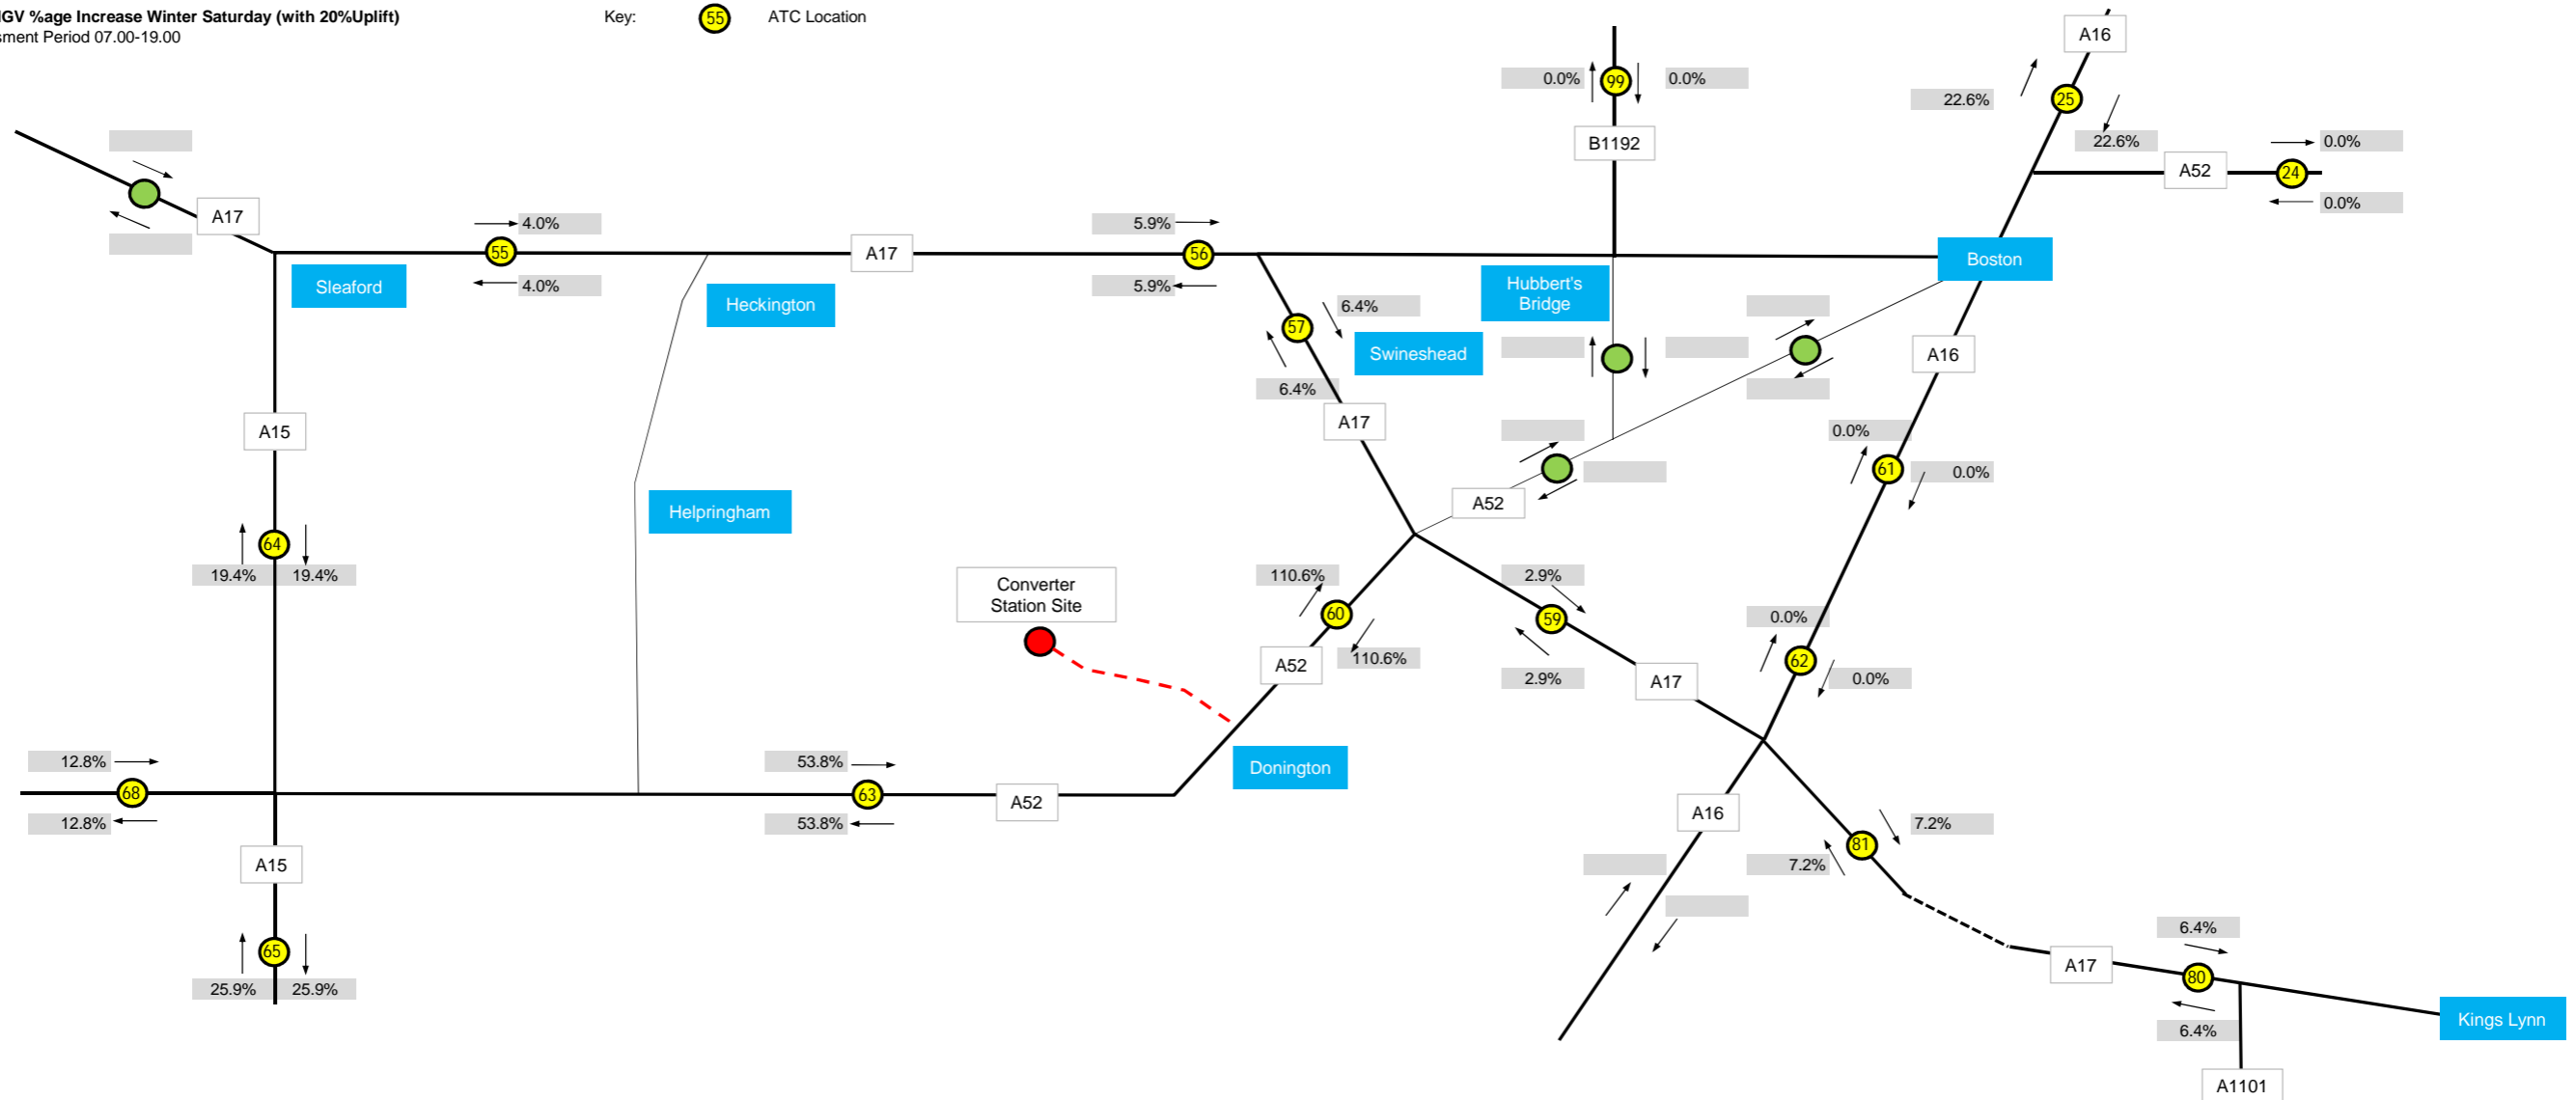 HGV %age Increase Winter Saturday (with 20%Uplift)
Key:
55
ATC Location
sment Period 07.00-19.00
A16
0.0%
99
0.0%
22.6%
25
B1192
22.6%
0.0%
A52
24
0.0%
A17
4.0%
55
4.0%
5.9%
A17
56
5.9%
Sleaford
Heckington
Hubbert's
Bridge
Boston
6.4%
57
Swineshead
6.4%
A17
A16
A15
0.0%
61
0.0%
A52
Helpringham
64
19.4%
19.4%
Converter
Station Site
110.6%
60
110.6%
A52
2.9%
59
2.9%
A17
0.0%
62
0.0%
12.8%
68
12.8%
53.8%
63
53.8%
A52
Donington
A16
A15
7.2%
81
7.2%
65
25.9%
25.9%
6.4%
A17
80
6.4%
Kings Lynn
A1101